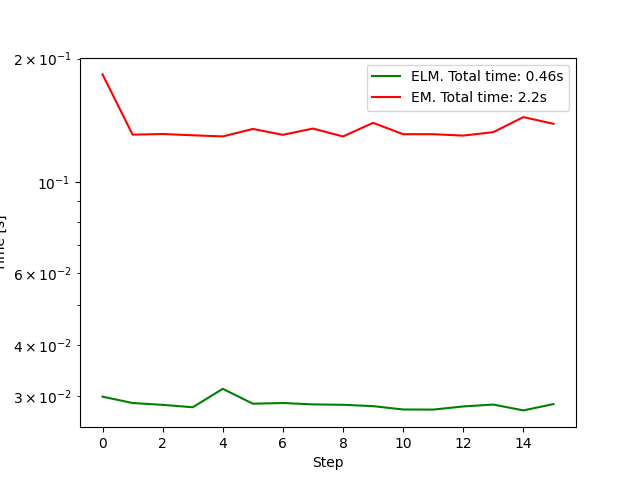 2 × 10⁻¹
10⁻¹
6 × 10⁻²
4 × 10⁻²
3 × 10⁻²
ELM. Total time: 0.46s
EM. Total time: 2.2s
0 2 4 6 8 10 12 14
Step